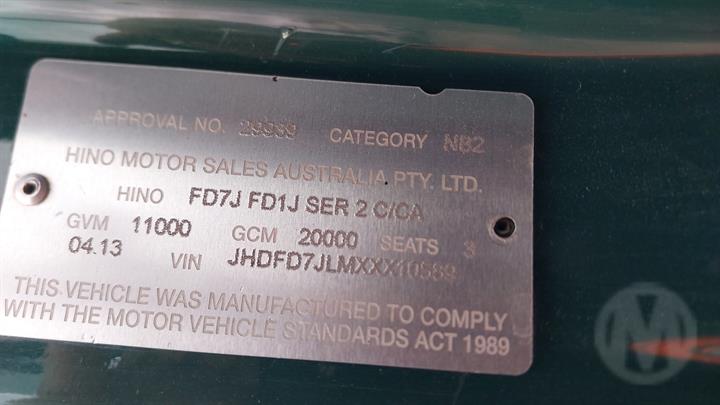 APPROVAL NO. 29989 CATEGORY NB2
HINO MOTOR SALES AUSTRALIA PTY. LTD.
HINO FD7J FD1J SER 2 C/CA
GVM 11000 GCM 20000 SEATS 3
04.13 VIN JHDFD7JLMXXX10589
THIS VEHICLE WAS MANUFACTURED TO COMPLY
WITH THE MOTOR VEHICLE STANDARDS ACT 1989
M